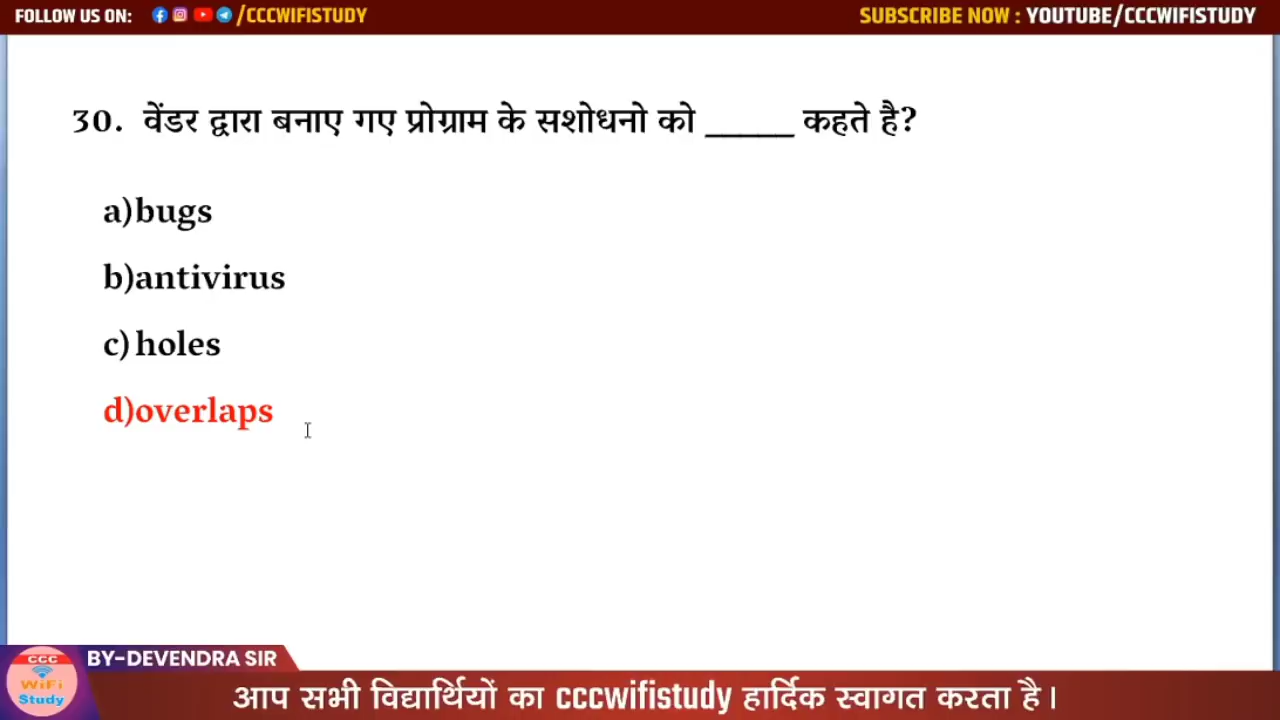 FOLLOW US ON: /CCCWIFISTUDY
SUBSCRIBE NOW : YOUTUBE/CCCWIFISTUDY
30. वेंडर द्वारा बनाए गए प्रोग्राम के सशोधनो को _____ कहते है?
a)bugs
b)antivirus
c)holes
d)overlaps
BY-DEVENDRA SIR
CCC
WiFi
Study
आप सभी विद्यार्थियों का cccwifistudy हार्दिक स्वागत करता है।